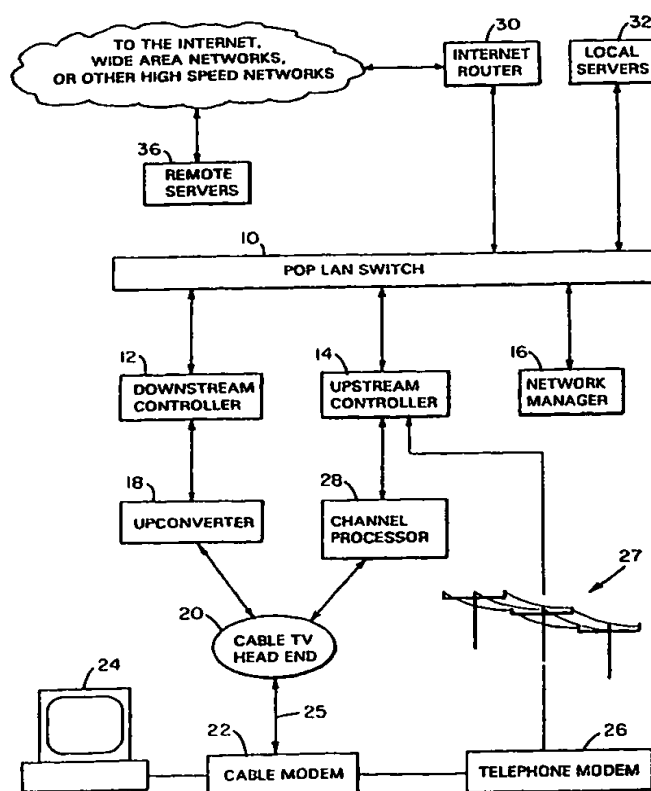 TO THE INTERNET,
WIDE AREA NETWORKS,
OR OTHER HIGH SPEED NETWORKS
30
INTERNET
ROUTER
32
LOCAL
SERVERS
36
REMOTE
SERVERS
10
POP LAN SWITCH
12
DOWNSTREAM
CONTROLLER
14
UPSTREAM
CONTROLLER
16
NETWORK
MANAGER
18
UPCONVERTER
28
CHANNEL
PROCESSOR
27
20
CABLE TV
HEAD END
24
25
22
CABLE MODEM
26
TELEPHONE MODEM